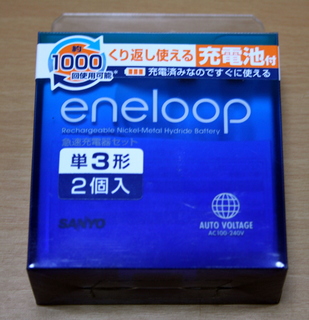 約
1000
回使用可能
くり返し使える 充電池付
充電済みなのですぐに使える
eneloop
Rechargeable Nickel-Metal Hydride Battery
急速充電器セット
単3形
2個入
SANYO
AUTO VOLTAGE
AC100-240V